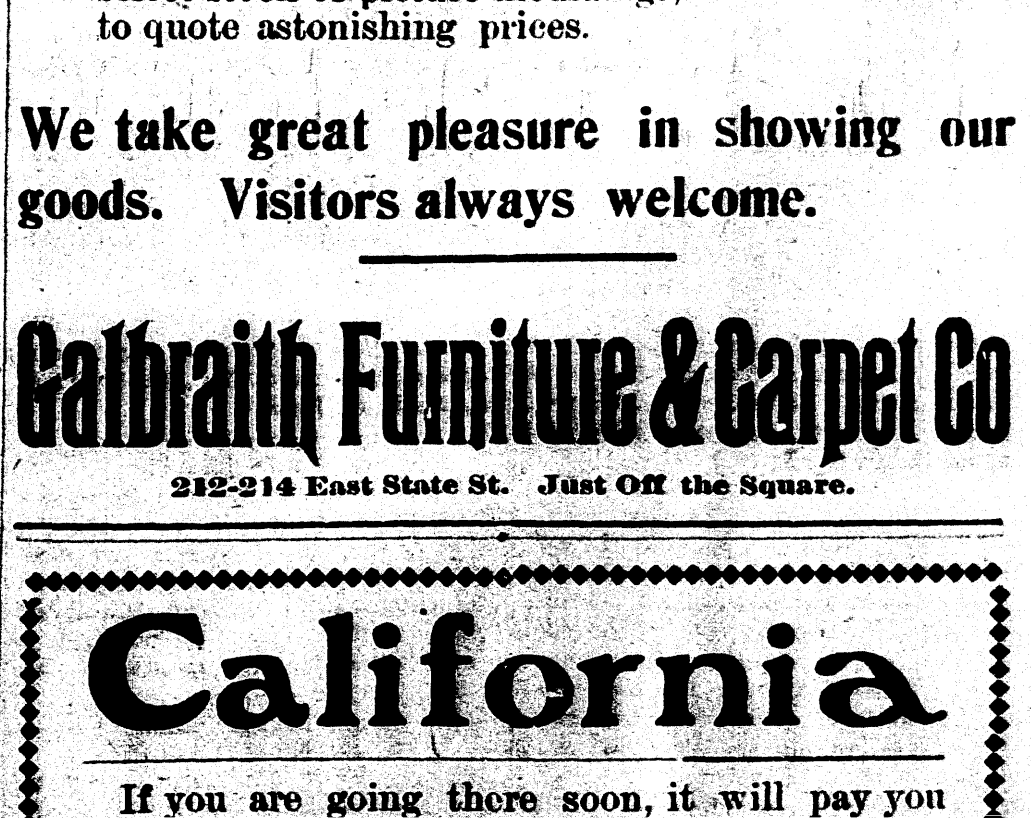 to quote astonishing prices.
We take great pleasure in showing our
goods. Visitors always welcome.
Galbraith Furniture & Carpet Co
212-214 East State St. Just Off the Square.
California
If you are going there soon, it will pay you